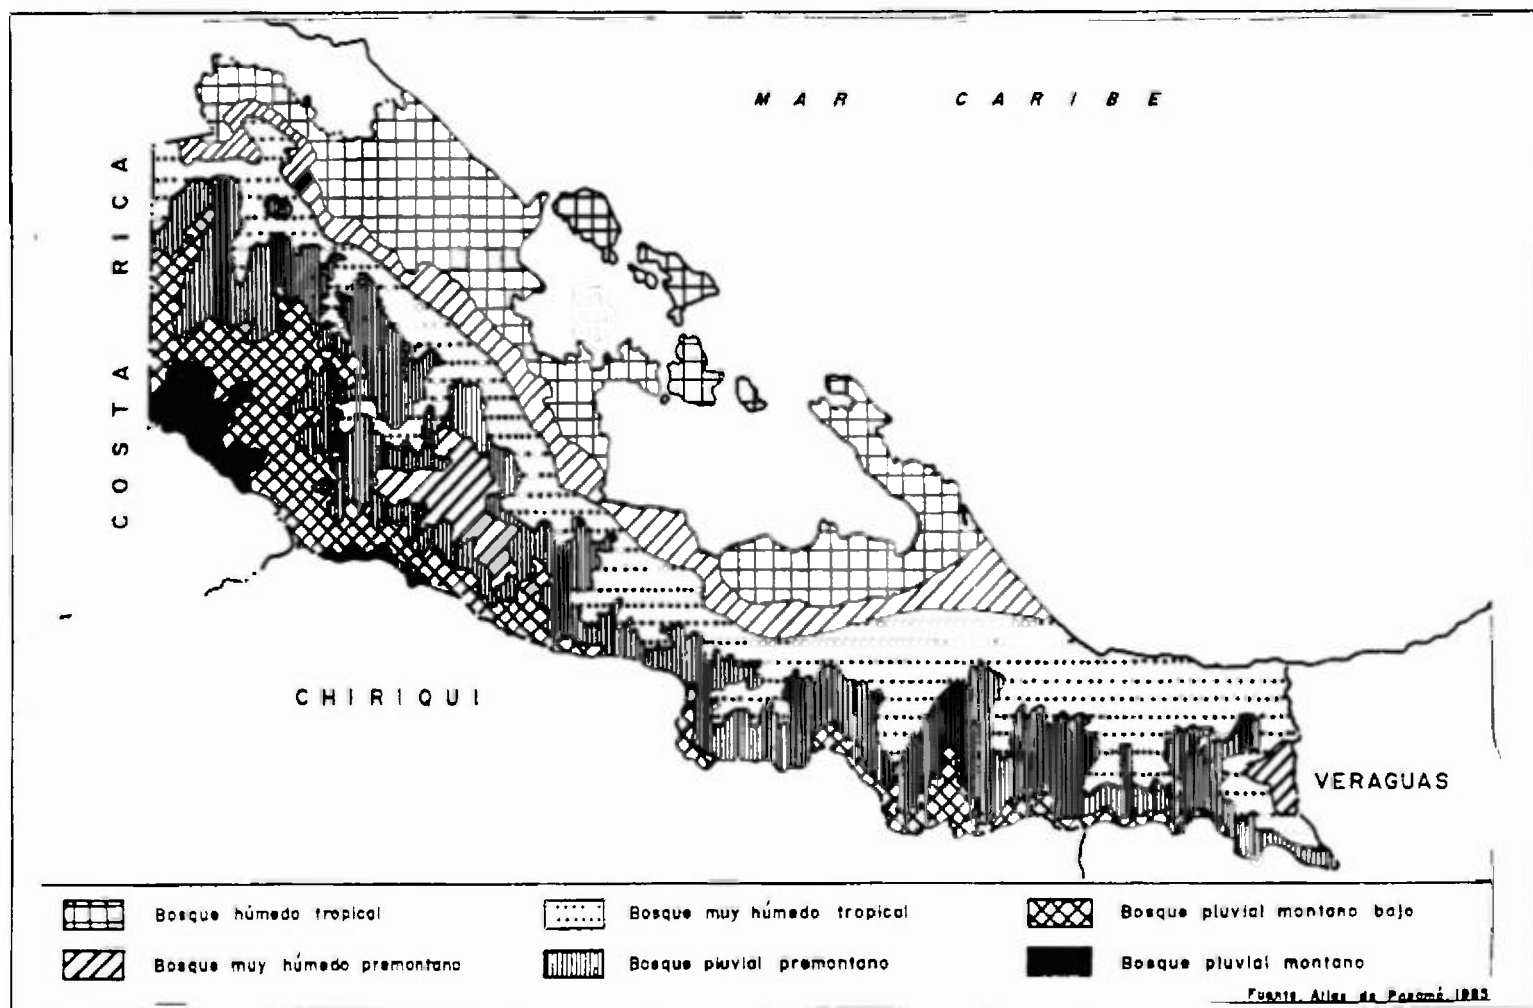 MAR CARIBE
COSTA RICA
CHIRIQUI
VERAGUAS
Bosque húmedo tropical
Bosque muy húmedo tropical
Bosque pluvial montano bajo
Bosque muy húmedo premontano
Bosque pluvial premontano
Bosque pluvial montano
Fuente. Atlas de Panamá, 1985